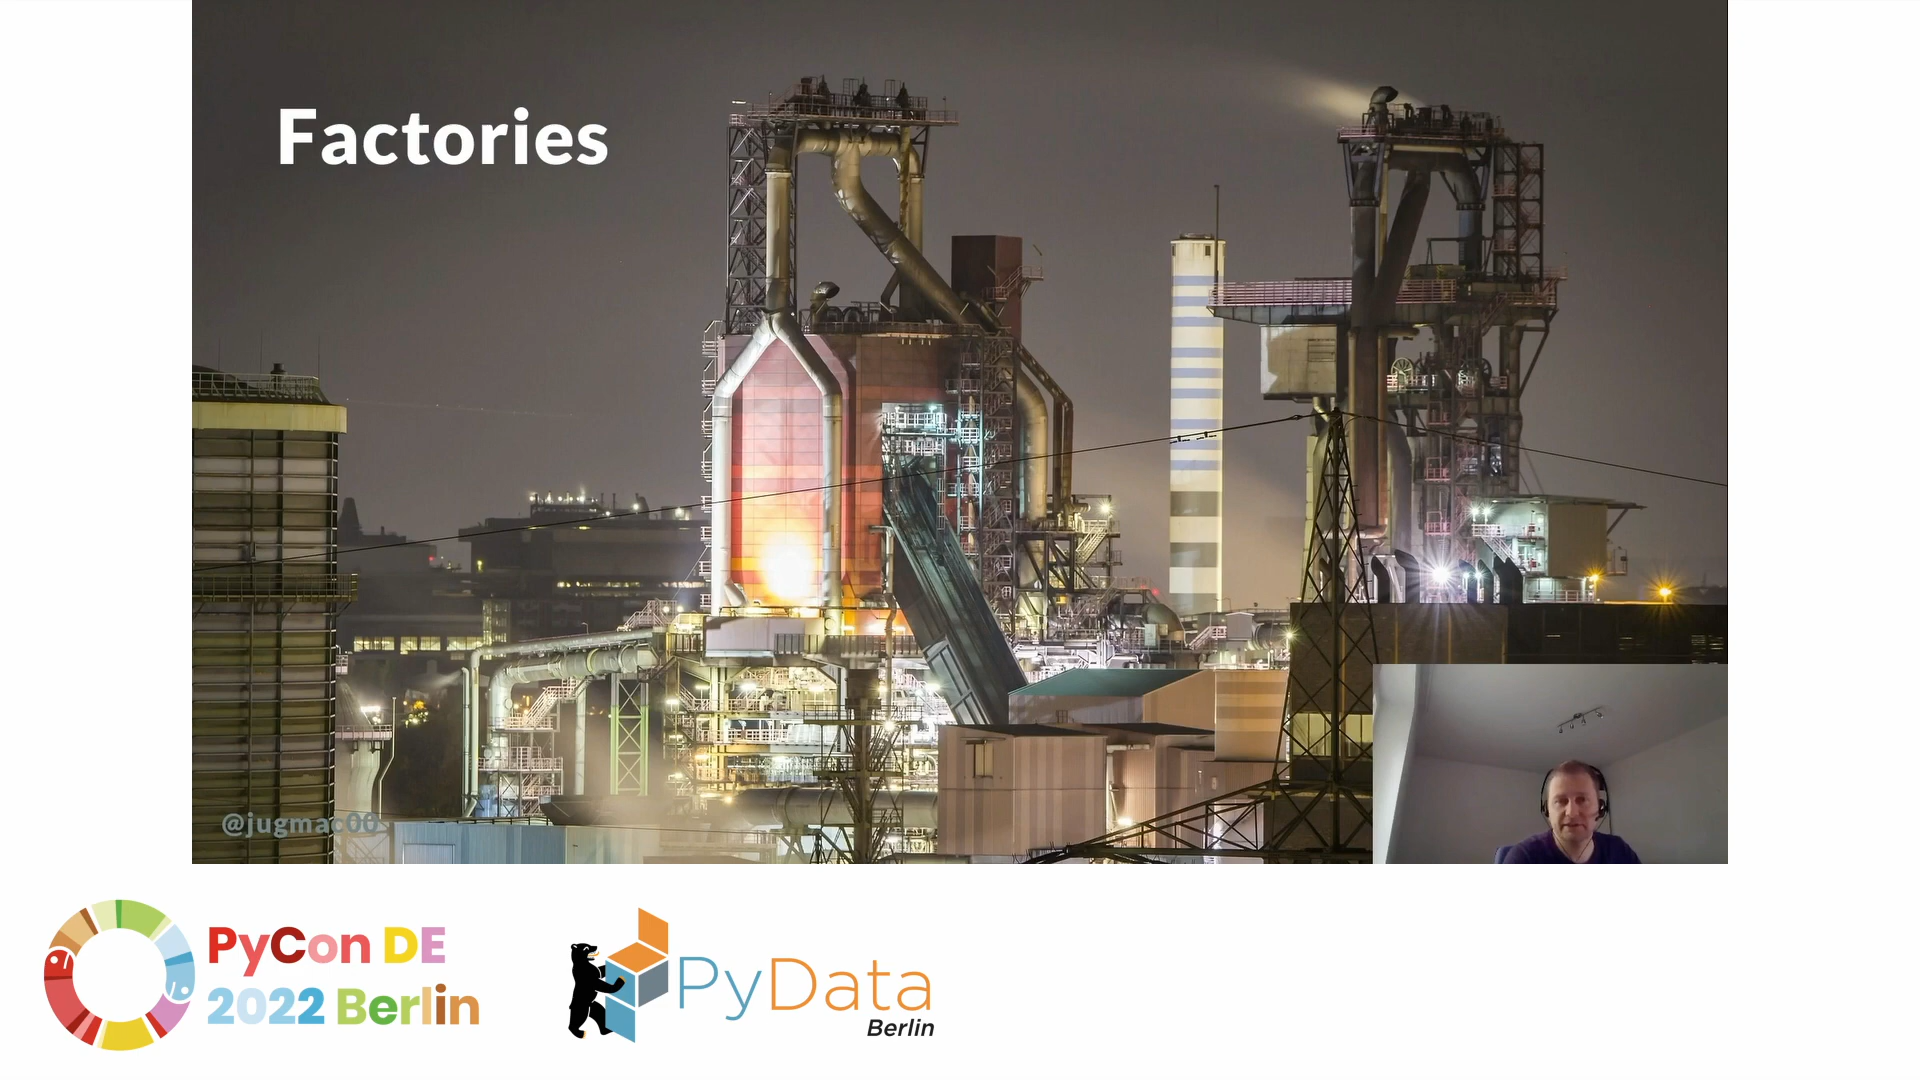 Factories
@jugmac00
PyCon DE
2022 Berlin
PyData
Berlin